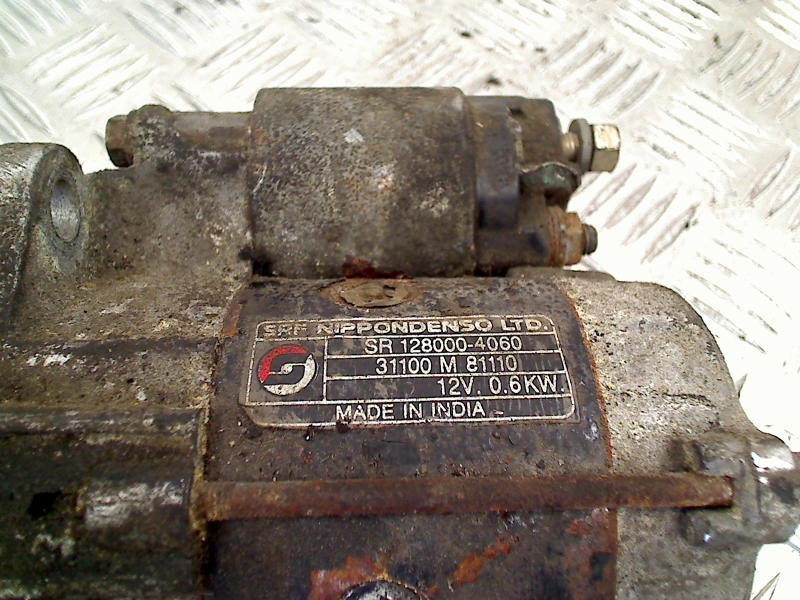 SRF NIPPONDENSO LTD.
SR 128000-4060
31100 M 81110
12V. 0.6KW.
MADE IN INDIA